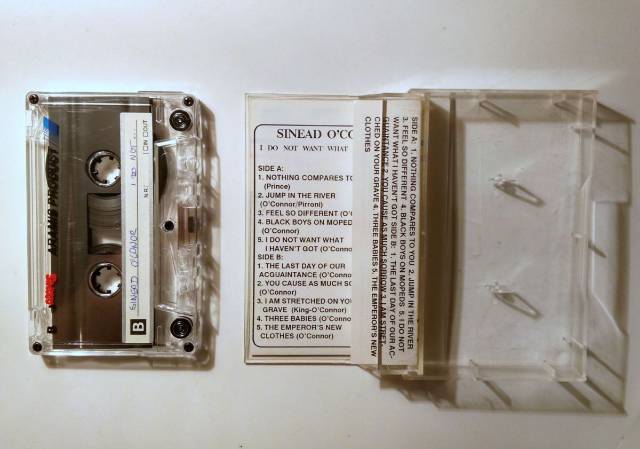 SINEAD O'CONOR I DO NOT...
NR.
IN OUT
B
ARAMIS PRODUCT
B
SINEAD O'CO
I DO NOT WANT WHAT
SIDE A:
1. NOTHING COMPARES TO
(Prince)
2. JUMP IN THE RIVER
(O'Connor/Pirroni)
3. FEEL SO DIFFERENT (O'
4. BLACK BOYS ON MOPED
(O'Connor)
5. I DO NOT WANT WHAT
I HAVEN'T GOT (O'Connor
SIDE B:
1. THE LAST DAY OF OUR
ACQUAINTANCE (O'Connor
2. YOU CAUSE AS MUCH SO
(O'Connor)
3. I AM STRETCHED ON YOU
GRAVE (King-O'Connor)
4. THREE BABIES (O'Conno
5. THE EMPEROR'S NEW
CLOTHES (O'Connor)
SIDE A: 1. NOTHING COMPARES TO YOU 2. JUMP IN THE RIVER
3. FEEL SO DIFFERENT 4. BLACK BOYS ON MOPEDS 5. I DO NOT
WANT WHAT I HAVEN'T GOT SIDE B: 1. THE LAST DAY OF OUR AC-
QUAINTANCE 2. YOU CAUSE AS MUCH SORROW 3. I AM STRET-
CHED ON YOUR GRAVE 4. THREE BABIES 5. THE EMPEROR'S NEW
CLOTHES